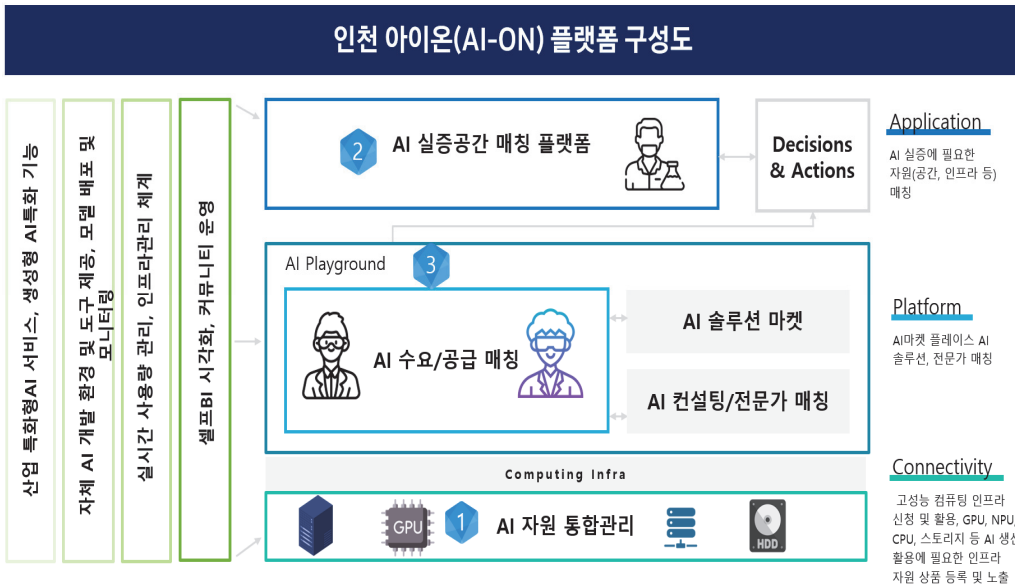 인천 아이온(AI-ON) 플랫폼 구성도
산업 특화형AI 서비스, 생성형 AI특화 기능
자체 AI 개발 환경 및 도구 제공, 모델 배포 및
모니터링
실시간 사용량 관리, 인프라관리 체계
셀프BI 시각화, 커뮤니티 운영
2
AI 실증공간 매칭 플랫폼
Decisions
& Actions
Application
AI 실증에 필요한
자원(공간, 인프라 등)
매칭
AI Playground
3
AI 수요/공급 매칭
AI 솔루션 마켓
AI 컨설팅/전문가 매칭
Platform
AI마켓 플레이스 AI
솔루션, 전문가 매칭
Computing Infra
GPU
1
AI 자원 통합관리
HDD
Connectivity
고성능 컴퓨팅 인프라
신청 및 활용, GPU, NPU,
CPU, 스토리지 등 AI 생산
활용에 필요한 인프라
자원 상품 등록 및 노출